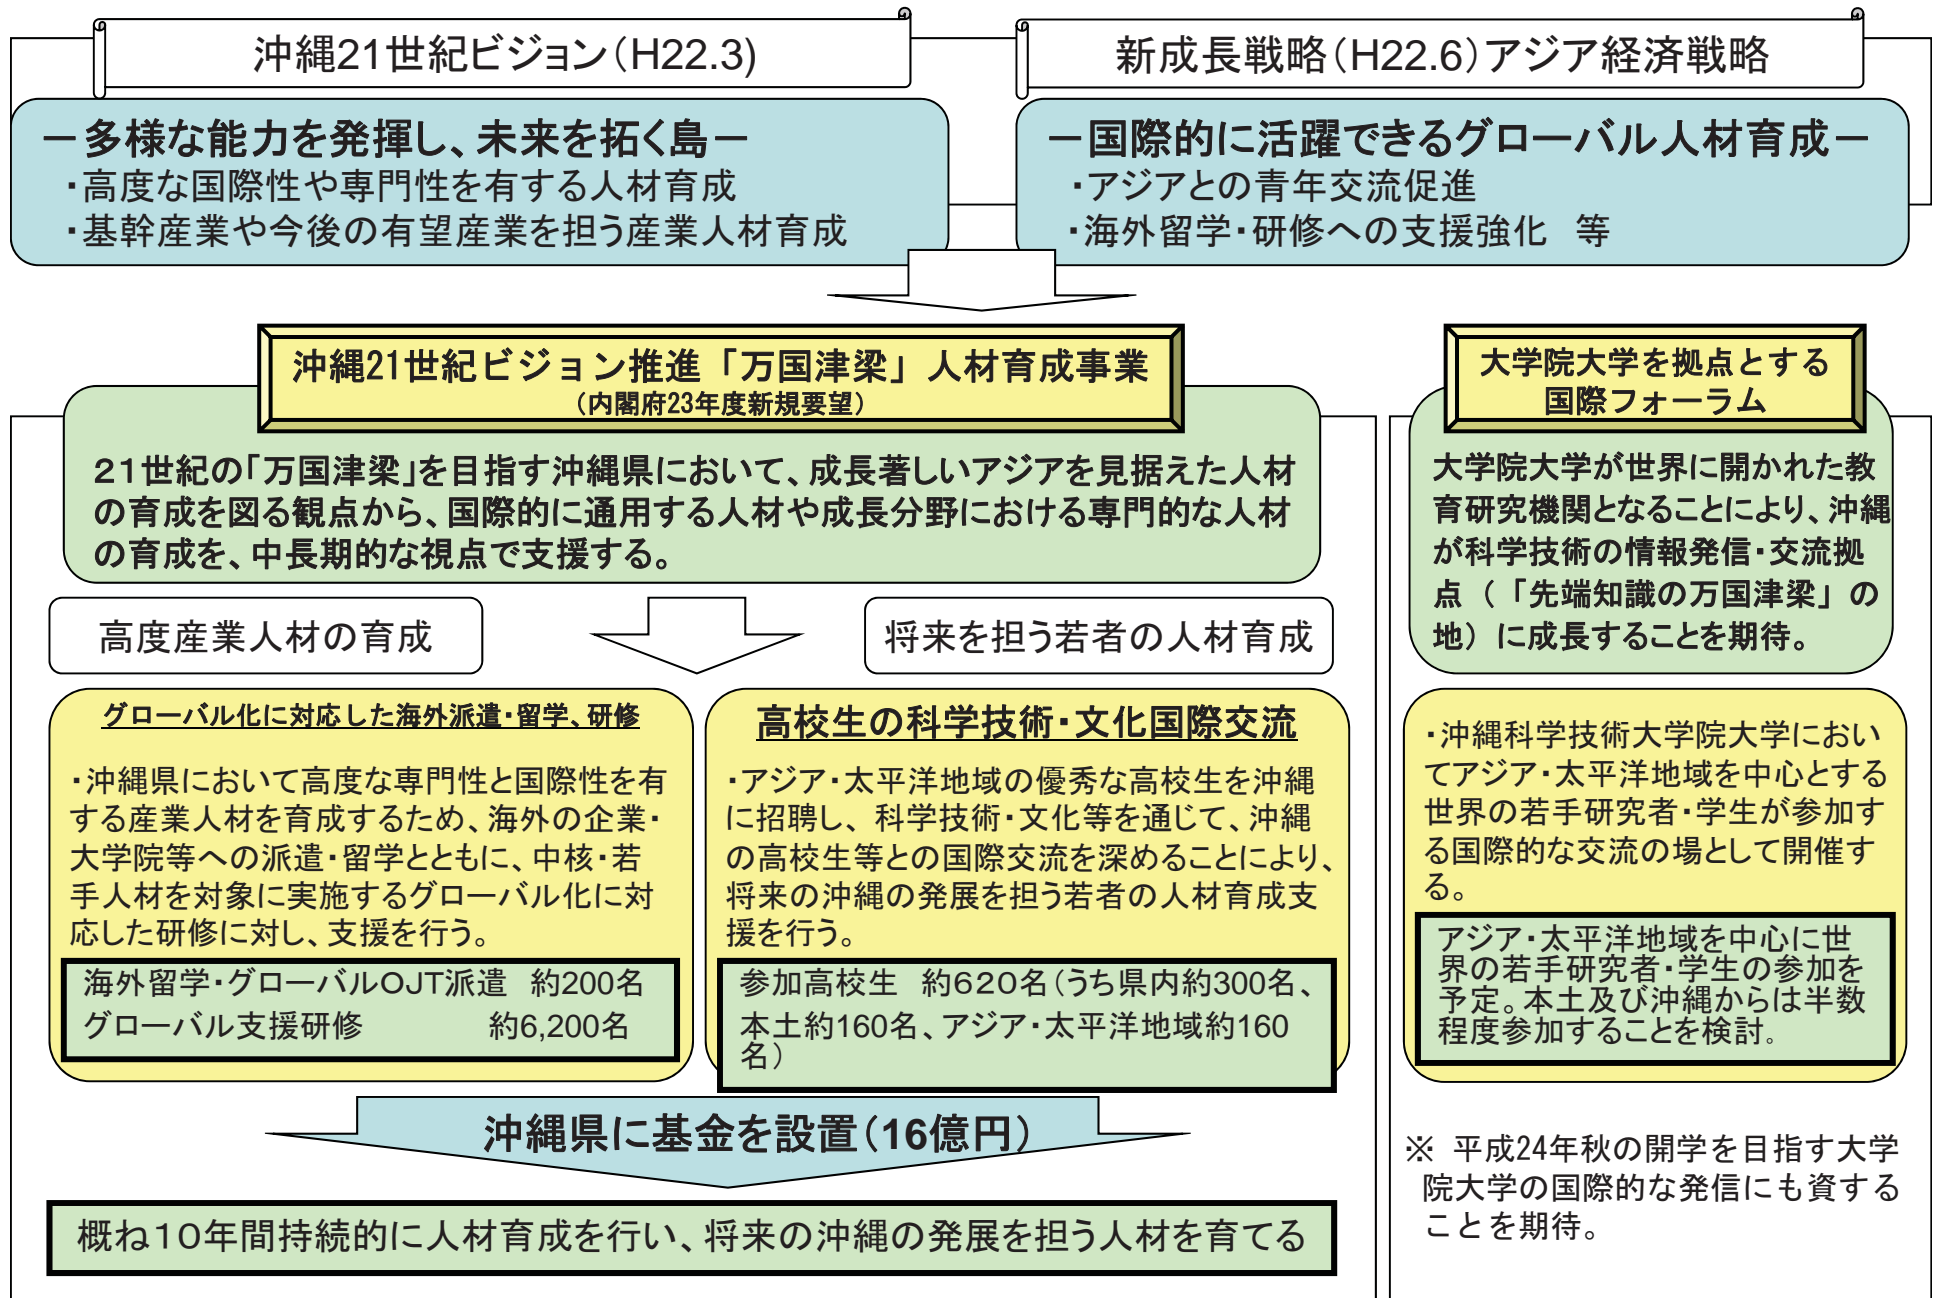 沖縄21世紀ビジョン(H22.3)
新成長戦略(H22.6)アジア経済戦略
－多様な能力を発揮し、未来を拓く島－
・高度な国際性や専門性を有する人材育成
・基幹産業や今後の有望産業を担う産業人材育成
－国際的に活躍できるグローバル人材育成－
・アジアとの青年交流促進
・海外留学・研修への支援強化　等
沖縄21世紀ビジョン推進「万国津梁」人材育成事業
(内閣府23年度新規要望)
21世紀の「万国津梁」を目指す沖縄県において、成長著しいアジアを見据えた人材
の育成を図る観点から、国際的に通用する人材や成長分野における専門的な人材
の育成を、中長期的な視点で支援する。
高度産業人材の育成
将来を担う若者の人材育成
グローバル化に対応した海外派遣・留学、研修
・沖縄県において高度な専門性と国際性を有
する産業人材を育成するため、海外の企業・
大学院等への派遣・留学とともに、中核・若
手人材を対象に実施するグローバル化に対
応した研修に対し、支援を行う。
海外留学・グローバルOJT派遣　約200名
グローバル支援研修　　　　約6,200名
高校生の科学技術・文化国際交流
・アジア・太平洋地域の優秀な高校生を沖縄
に招聘し、科学技術・文化等を通じて、沖縄
の高校生等との国際交流を深めることにより、
将来の沖縄の発展を担う若者の人材育成支
援を行う。
参加高校生　約620名(うち県内約300名、
本土約160名、アジア・太平洋地域約160
名)
沖縄県に基金を設置(16億円)
概ね10年間持続的に人材育成を行い、将来の沖縄の発展を担う人材を育てる
大学院大学を拠点とする
国際フォーラム
大学院大学が世界に開かれた教
育研究機関となることにより、沖縄
が科学技術の情報発信・交流拠
点（「先端知識の万国津梁」の
地）に成長することを期待。
・沖縄科学技術大学院大学におい
てアジア・太平洋地域を中心とする
世界の若手研究者・学生が参加す
る国際的な交流の場として開催す
る。
アジア・太平洋地域を中心に世
界の若手研究者・学生の参加を
予定。本土及び沖縄からは半数
程度参加することを検討。
※ 平成24年秋の開学を目指す大学
院大学の国際的な発信にも資する
ことを期待。